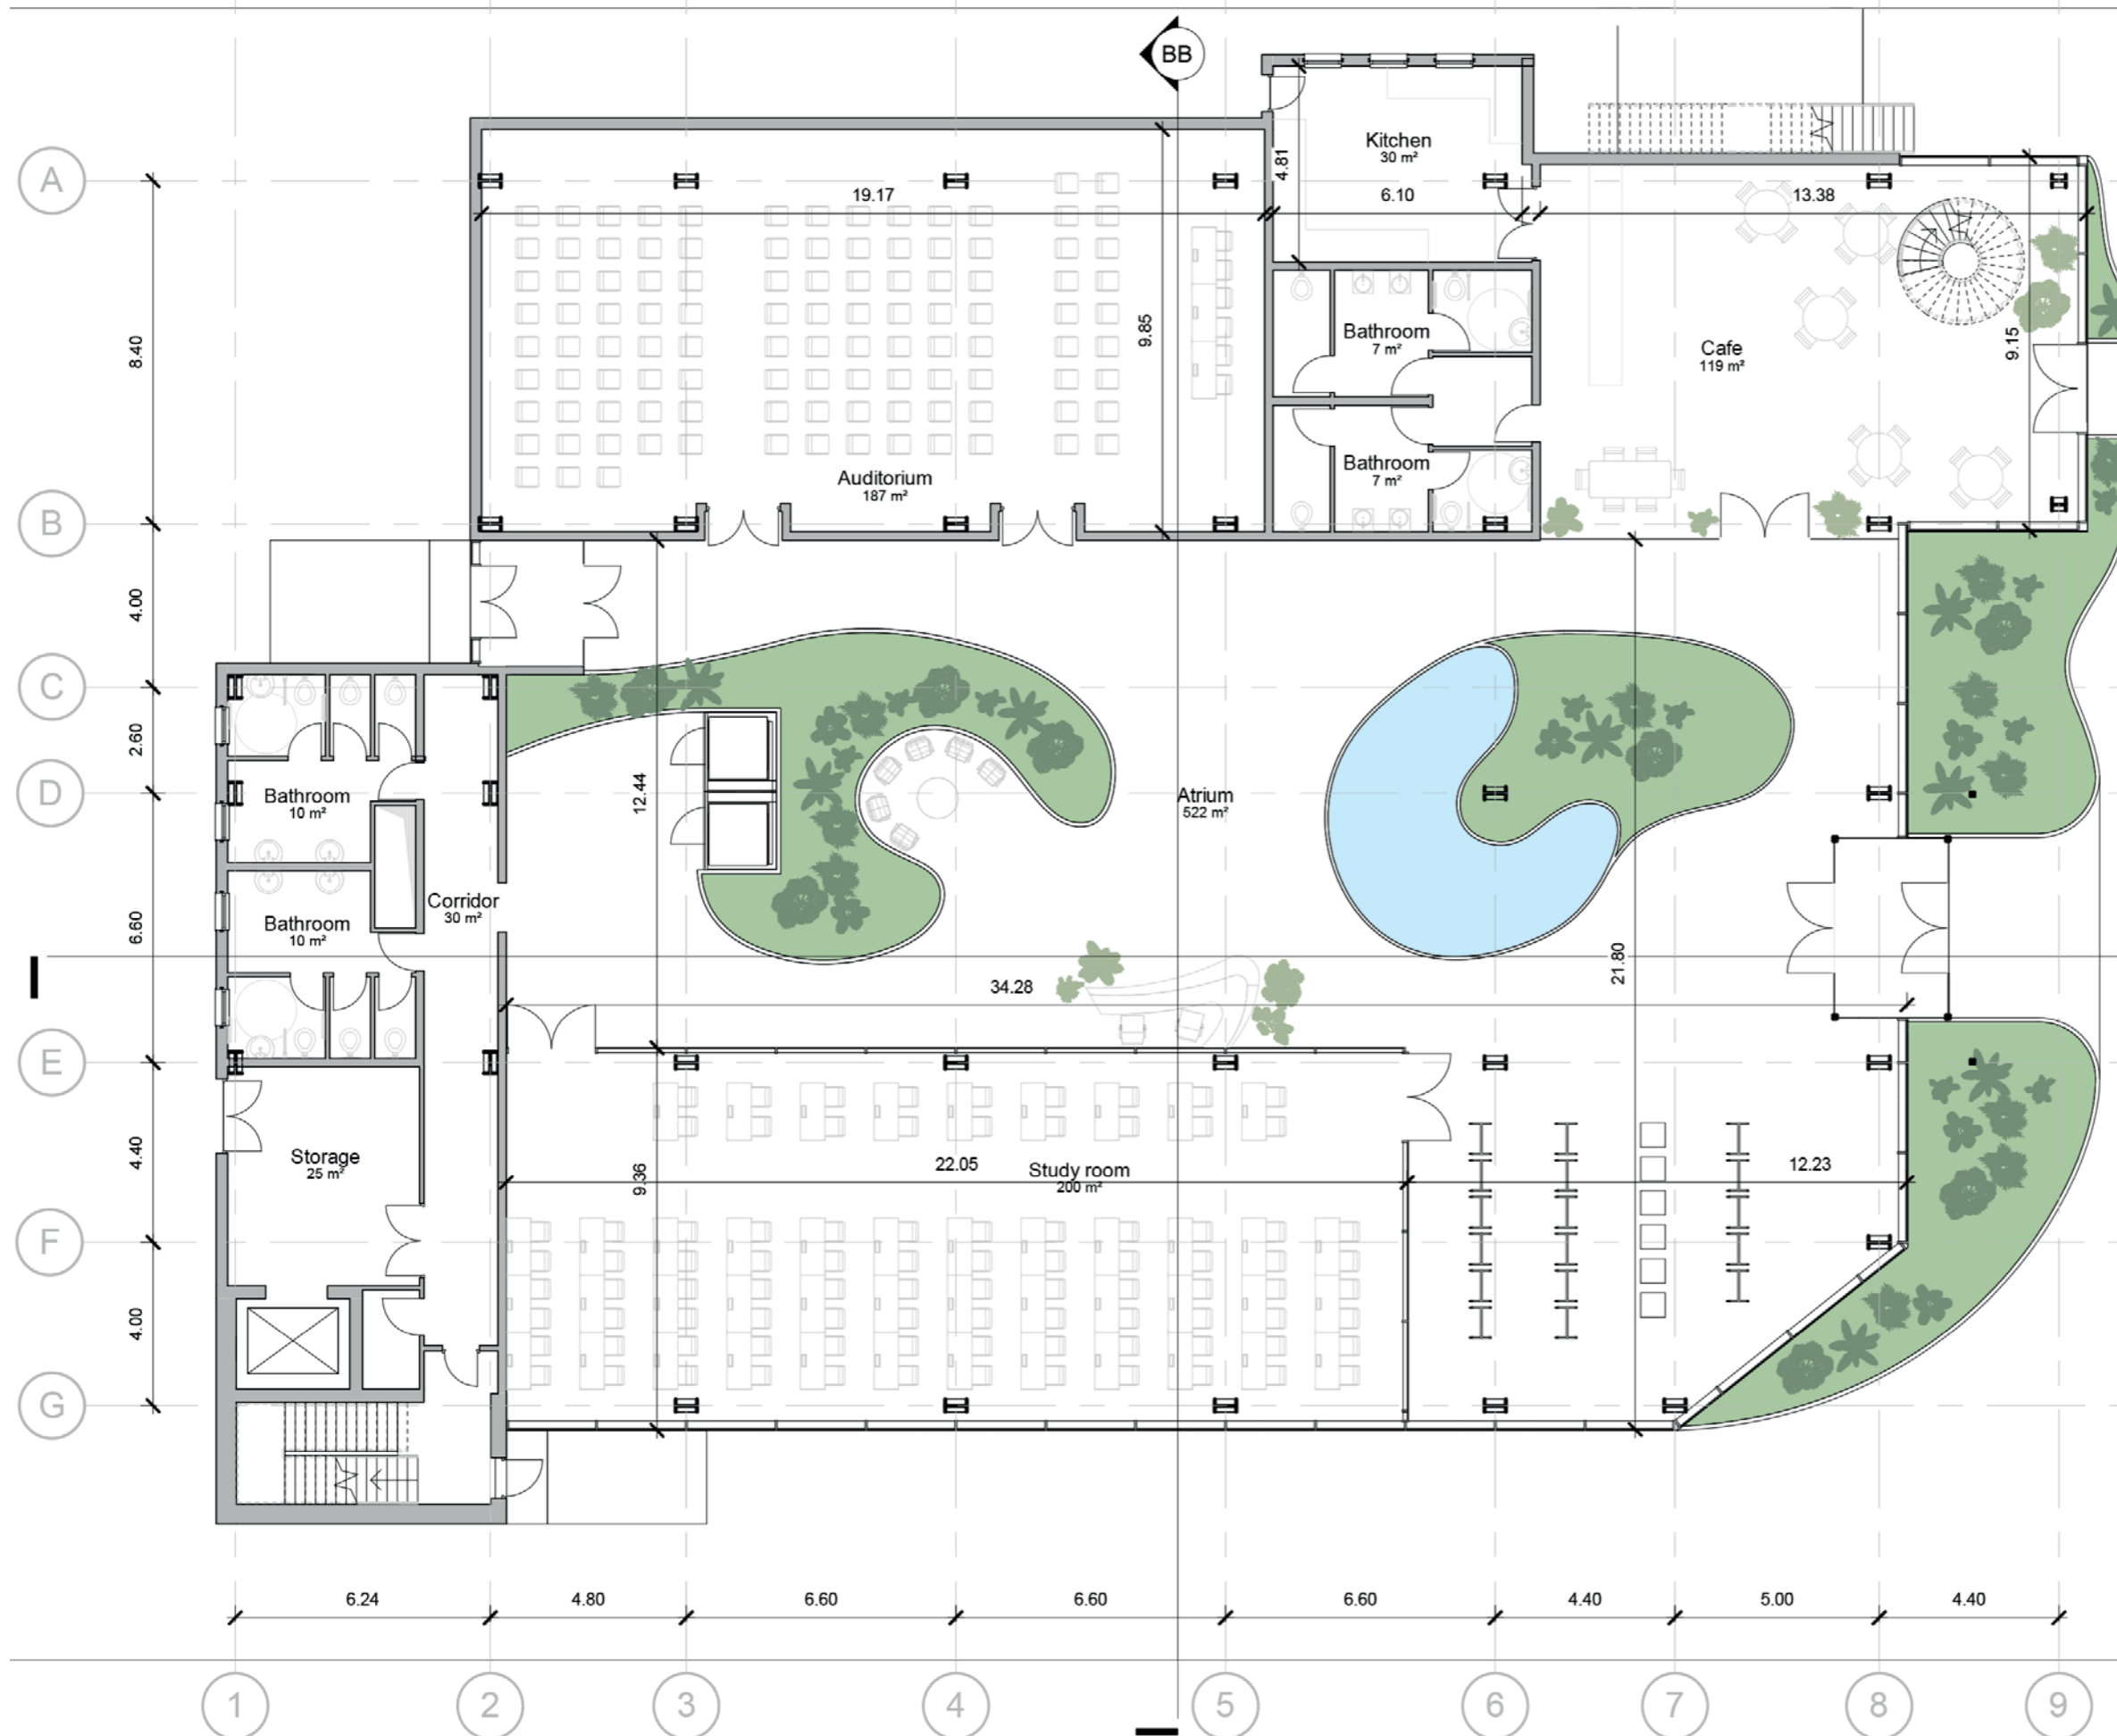 BB
A
Kitchen
30 m²
4.81
19.17
6.10
13.38
8.40
9.85
Bathroom
7 m²
Cafe
119 m²
9.15
Bathroom
7 m²
Auditorium
187 m²
B
4.00
C
2.60
D
Bathroom
10 m²
12.44
Atrium
522 m²
Corridor
30 m²
Bathroom
10 m²
6.60
21.80
34.28
E
4.40
Storage
25 m²
9.36
22.05
Study room
200 m²
12.23
F
4.00
G
6.24
4.80
6.60
6.60
6.60
4.40
5.00
4.40
1
2
3
4
5
6
7
8
9